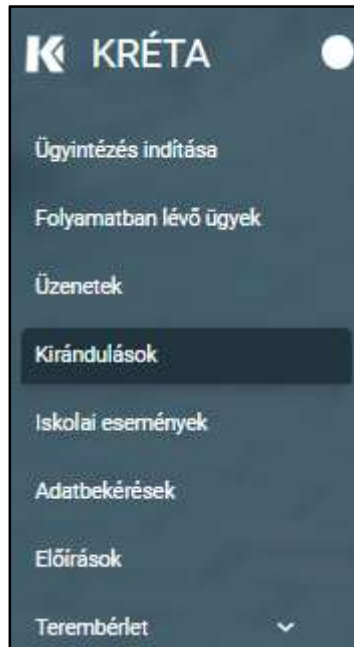 KRÉTA
Ügyintézés indítása
Folyamatban lévő ügyek
Üzenetek
Kirándulások
Iskolai események
Adatbekérések
Előírások
Terembérlet